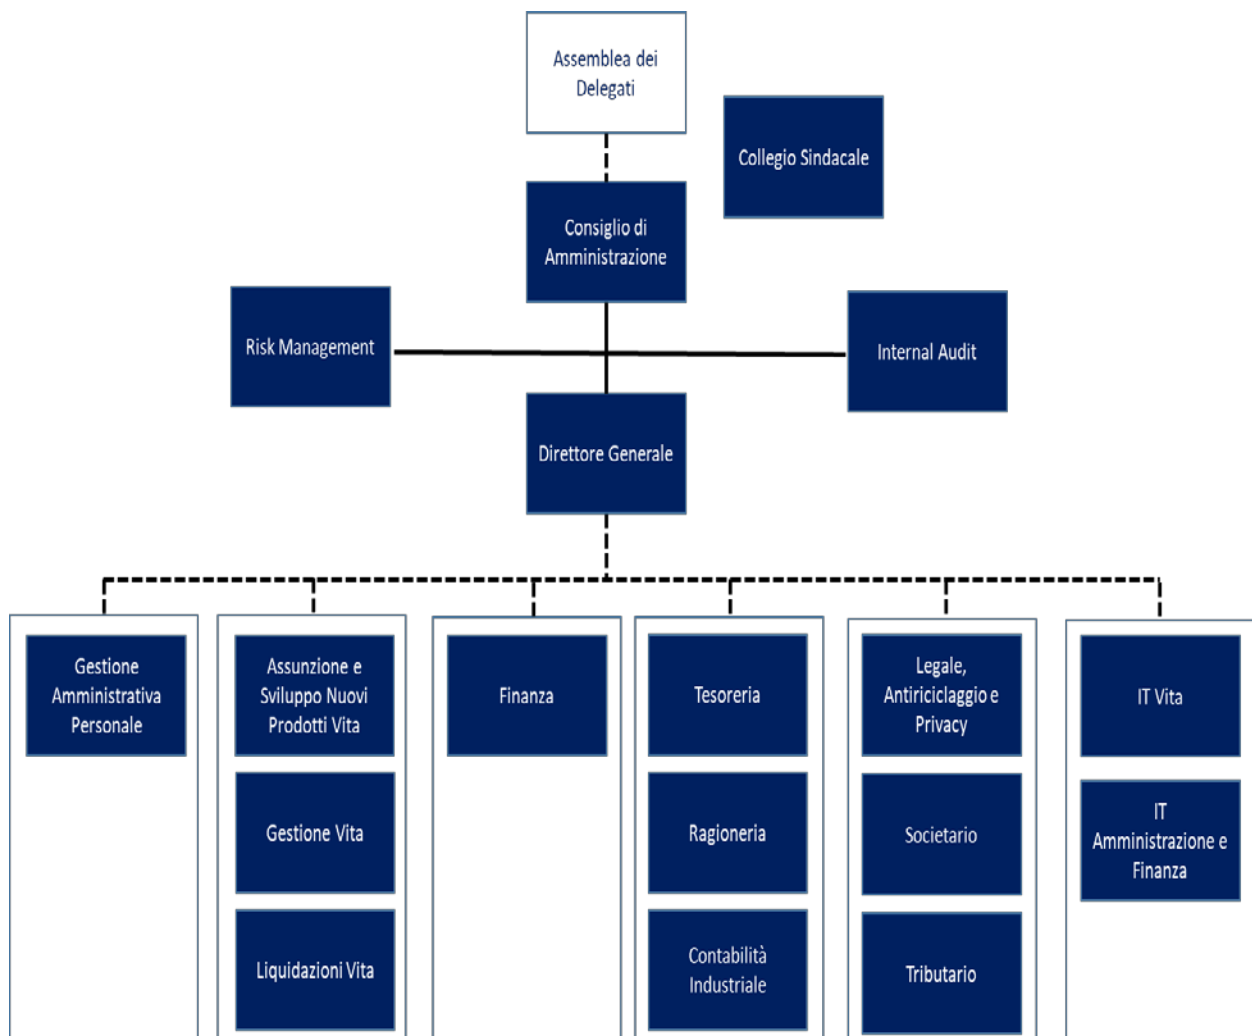 Assemblea dei
Delegati
Collegio Sindacale
Consiglio di
Amministrazione
Risk Management
Internal Audit
Direttore Generale
Gestione
Amministrativa
Personale
Assunzione e
Sviluppo Nuovi
Prodotti Vita
Gestione Vita
Liquidazioni Vita
Finanza
Tesoreria
Ragioneria
Contabilità
Industriale
Legale,
Antiriciclaggio e
Privacy
Societario
Tributario
IT Vita
IT
Amministrazione e
Finanza